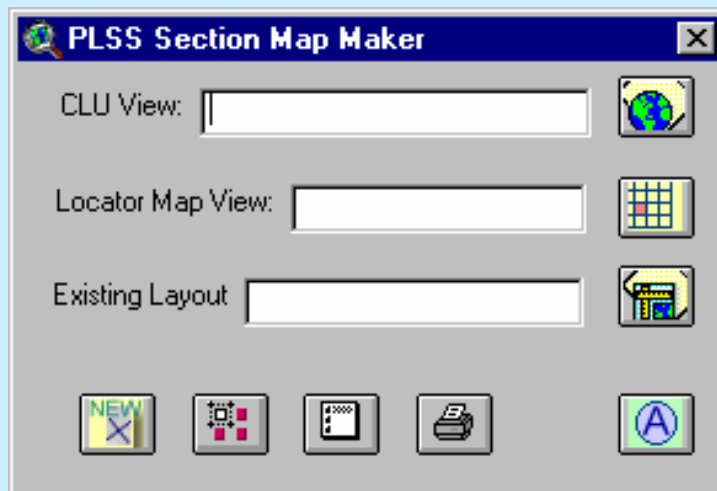 PLSS Section Map Maker
CLU View:
Locator Map View:
Existing Layout
NEW
A